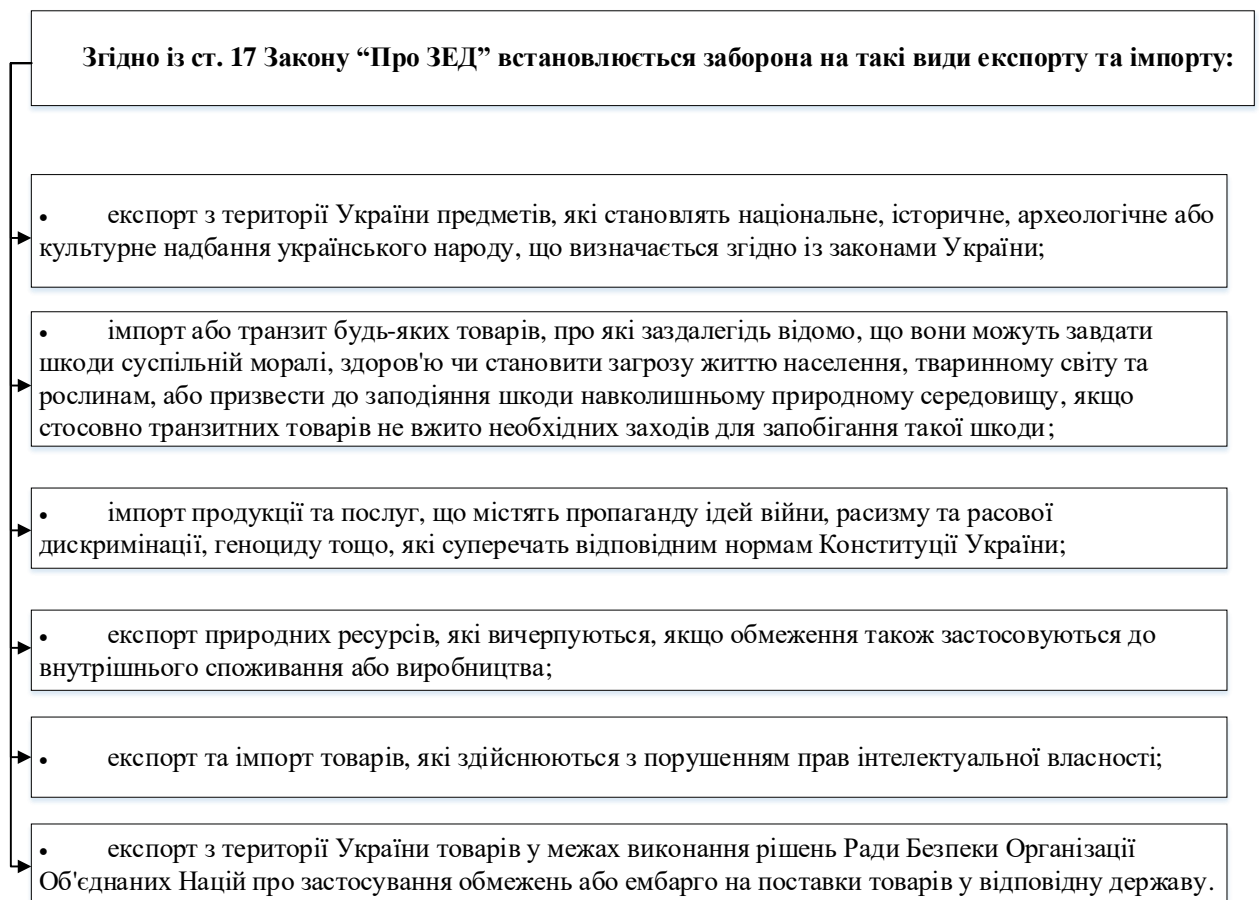 Згідно із ст. 17 Закону “Про ЗЕД” встановлюється заборона на такі види експорту та імпорту:
• експорт з території України предметів, які становлять національне, історичне, археологічне або
культурне надбання українського народу, що визначається згідно із законами України;
• імпорт або транзит будь-яких товарів, про які заздалегідь відомо, що вони можуть завдати
шкоди суспільній моралі, здоров'ю чи становити загрозу життю населення, тваринному світу та
рослинам, або призвести до заподіяння шкоди навколишньому природному середовищу, якщо
стосовно транзитних товарів не вжито необхідних заходів для запобігання такої шкоди;
• імпорт продукції та послуг, що містять пропаганду ідей війни, расизму та расової
дискримінації, геноциду тощо, які суперечать відповідним нормам Конституції України;
• експорт природних ресурсів, які вичерпуються, якщо обмеження також застосовуються до
внутрішнього споживання або виробництва;
• експорт та імпорт товарів, які здійснюються з порушенням прав інтелектуальної власності;
• експорт з території України товарів у межах виконання рішень Ради Безпеки Організації
Об'єднаних Націй про застосування обмежень або ембарго на поставки товарів у відповідну державу.